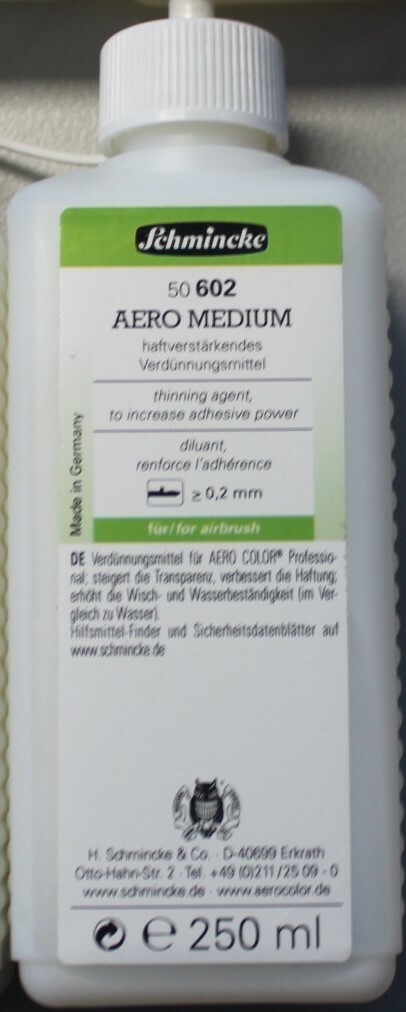 Schmincke
50 602
AERO MEDIUM
haftverstärkendes
Verdünnungsmittel
thinning agent,
to increase adhesive power
diluant,
renforce l'adhérence
≥ 0,2 mm
Made in Germany
für/for airbrush
DE Verdünnungsmittel für AERO COLOR® Professio-
nal; steigert die Transparenz, verbessert die Haftung;
erhöht die Wisch- und Wasserbeständigkeit (im Ver-
gleich zu Wasser).
Hilfsmittel-Finder und Sicherheitsdatenblätter auf
www.schmincke.de
H. Schmincke & Co. · D-40699 Erkrath
Otto-Hahn-Str. 2 · Tel. +49 (0)211/25 09 - 0
www.schmincke.de · www.aerocolor.de
℮ 250 ml